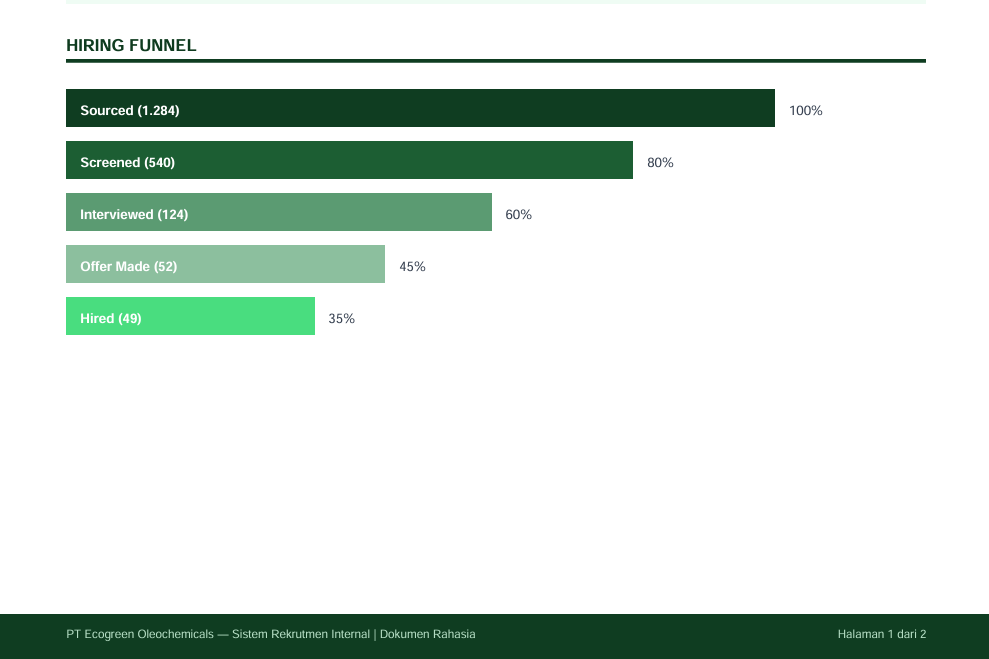 HIRING FUNNEL
Sourced (1.284) 100%
Screened (540) 80%
Interviewed (124) 60%
Offer Made (52) 45%
Hired (49) 35%
PT Ecogreen Oleochemicals — Sistem Rekrutmen Internal | Dokumen Rahasia Halaman 1 dari 2